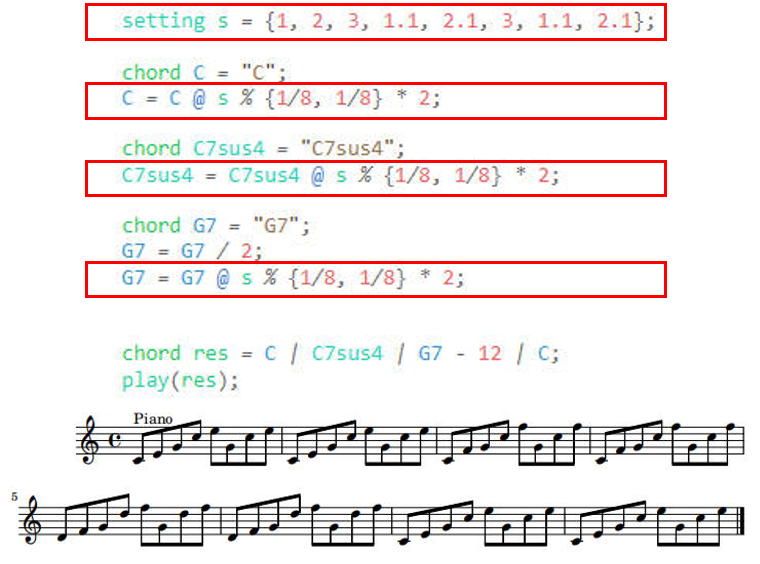 setting s = {1, 2, 3, 1.1, 2.1, 3, 1.1, 2.1};
chord C = "C";
C = C @ s % {1/8, 1/8} * 2;
chord C7sus4 = "C7sus4";
C7sus4 = C7sus4 @ s % {1/8, 1/8} * 2;
chord G7 = "G7";
G7 = G7 / 2;
G7 = G7 @ s % {1/8, 1/8} * 2;
chord res = C | C7sus4 | G7 - 12 | C;
play(res);
Piano
5